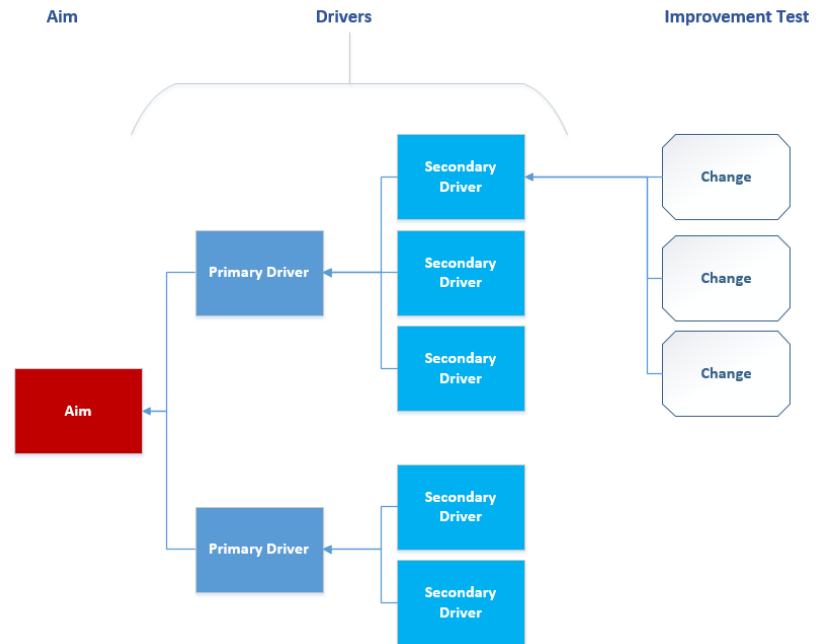 Aim
Drivers
Improvement Test
Secondary
Driver
Change
Primary Driver
Secondary
Driver
Change
Secondary
Driver
Change
Aim
Secondary
Driver
Primary Driver
Secondary
Driver